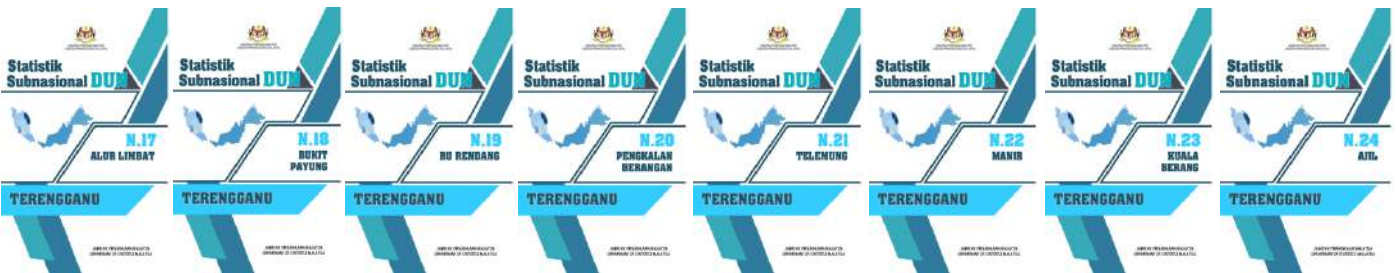 Statistik
Subnasional DUN
N.17
ALUR LIMBAT
TERENGGANU
Statistik
Subnasional DUN
N.18
BUKIT
PAYUNG
TERENGGANU
Statistik
Subnasional DUN
N.19
RU RENDANG
TERENGGANU
Statistik
Subnasional DUN
N.20
PENGKALAN
BERANGAN
TERENGGANU
Statistik
Subnasional DUN
N.21
TELEMUNG
TERENGGANU
Statistik
Subnasional DUN
N.22
MANIR
TERENGGANU
Statistik
Subnasional DUN
N.23
KUALA
BERANG
TERENGGANU
Statistik
Subnasional DUN
N.24
AJIL
TERENGGANU